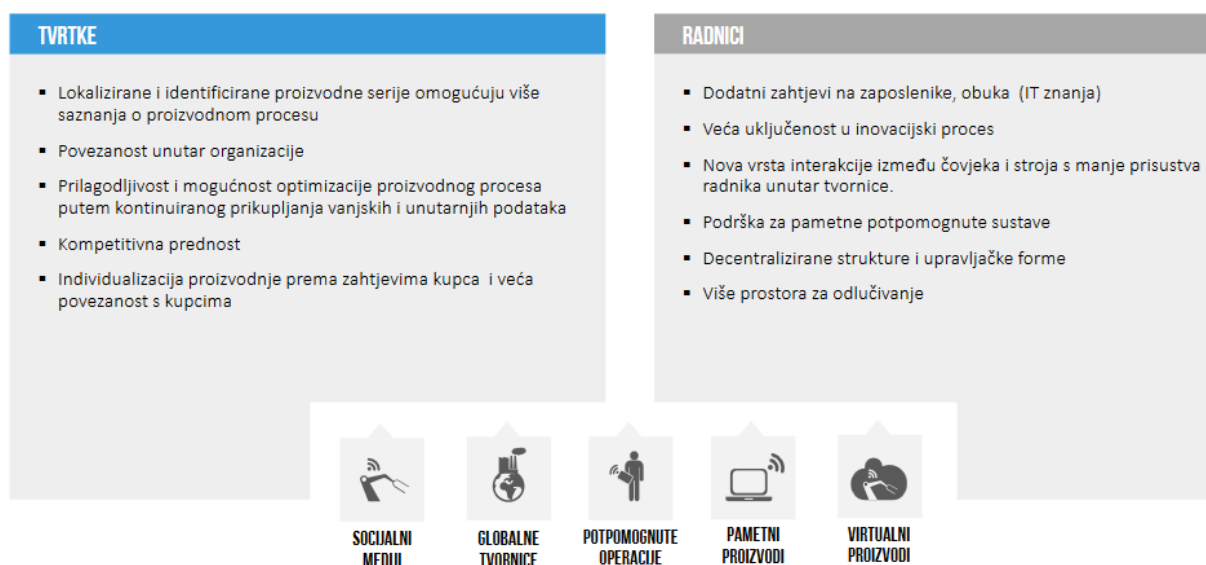 TVRTKE
▪ Lokalizirane i identificirane proizvodne serije omogućuju više
saznanja o proizvodnom procesu
▪ Povezanost unutar organizacije
▪ Prilagodljivost i mogućnost optimizacije proizvodnog procesa
putem kontinuiranog prikupljanja vanjskih i unutarnjih podataka
▪ Kompetitivna prednost
▪ Individualizacija proizvodnje prema zahtjevima kupca i veća
povezanost s kupcima
RADNICI
▪ Dodatni zahtjevi na zaposlenike, obuka (IT znanja)
▪ Veća uključenost u inovacijski proces
▪ Nova vrsta interakcije između čovjeka i stroja s manje prisustva
radnika unutar tvornice.
▪ Podrška za pametne potpomognute sustave
▪ Decentralizirane strukture i upravljačke forme
▪ Više prostora za odlučivanje
SOCIJALNI
MEDIJI
GLOBALNE
TVORNICE
POTPOMOGNUTE
OPERACIJE
PAMETNI
PROIZVODI
VIRTUALNI
PROIZVODI